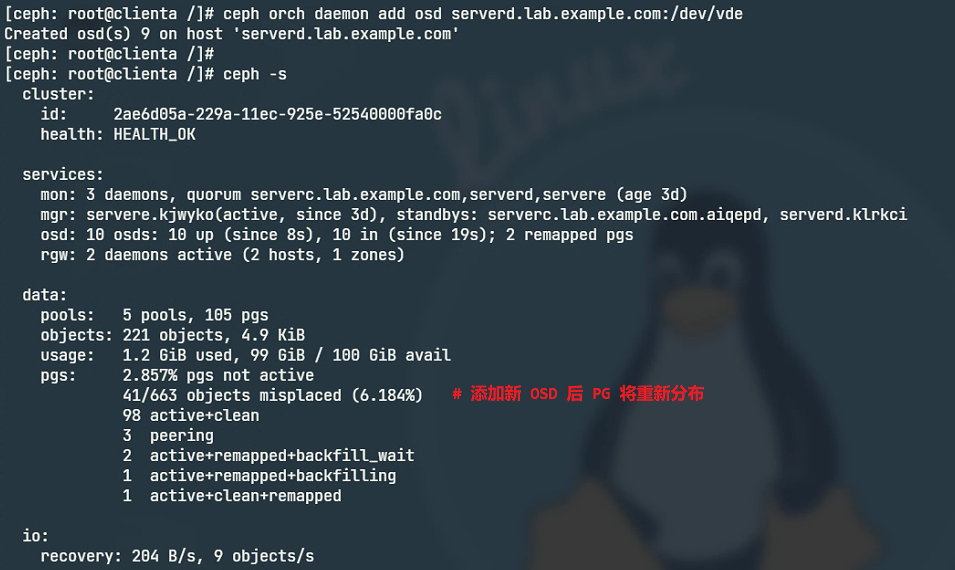 [ceph: root@clienta /]# ceph orch daemon add osd serverd.lab.example.com:/dev/vde
Created osd(s) 9 on host 'serverd.lab.example.com'
[ceph: root@clienta /]#
[ceph: root@clienta /]# ceph -s
  cluster:
    id:     2ae6d05a-229a-11ec-925e-52540000fa0c
    health: HEALTH_OK

  services:
    mon: 3 daemons, quorum serverc.lab.example.com,serverd,servere (age 3d)
    mgr: servere.kjwyko(active, since 3d), standbys: serverc.lab.example.com.aiqepd, serverd.klrkci
    osd: 10 osds: 10 up (since 8s), 10 in (since 19s); 2 remapped pgs
    rgw: 2 daemons active (2 hosts, 1 zones)

  data:
    pools:   5 pools, 105 pgs
    objects: 221 objects, 4.9 KiB
    usage:   1.2 GiB used, 99 GiB / 100 GiB avail
    pgs:     2.857% pgs not active
             41/663 objects misplaced (6.184%)   # 添加新 OSD 后 PG 将重新分布
             98 active+clean
             3  peering
             2  active+remapped+backfill_wait
             1  active+remapped+backfilling
             1  active+clean+remapped

  io:
    recovery: 204 B/s, 9 objects/s
linux